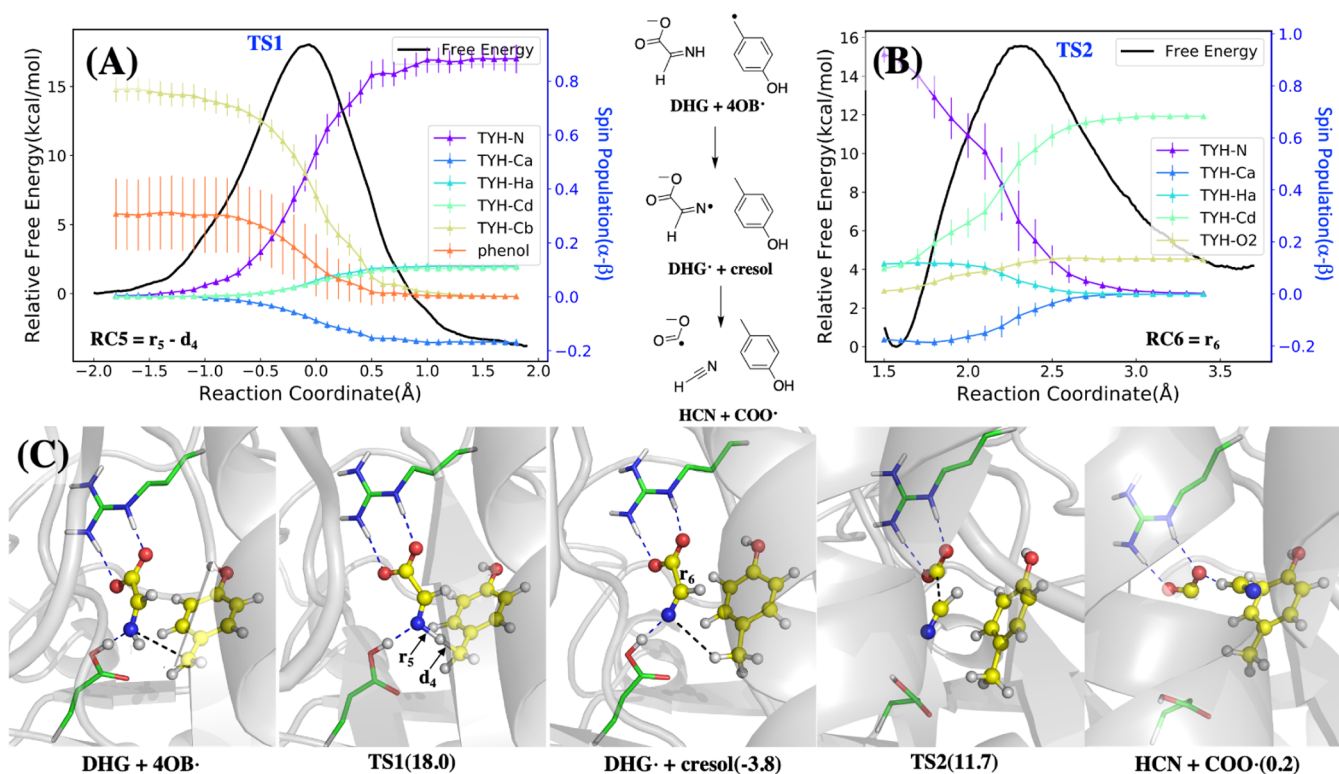 (A)
TS1
Free Energy
TYH-N
TYH-Ca
TYH-Ha
TYH-Cd
TYH-Cb
phenol
RC5 = r5 - d4
Relative Free Energy(kcal/mol)
15
10
5
0
0.8
0.6
0.4
0.2
0.0
−0.2
Spin Population(α-β)
−2.0 −1.5 −1.0 −0.5 0.0 0.5 1.0 1.5 2.0
Reaction Coordinate(Å)
O
O
NH
H
OH
DHG + 4OB·
O
O
N·
H
OH
DHG· + cresol
O
O
N
H
OH
HCN + COO·
(B)
TS2
Free Energy
TYH-N
TYH-Ca
TYH-Ha
TYH-Cd
TYH-O2
RC6 = r6
Relative Free Energy(kcal/mol)
16
14
12
10
8
6
4
2
0
1.0
0.8
0.6
0.4
0.2
0.0
−0.2
Spin Population(α-β)
1.5 2.0 2.5 3.0 3.5
Reaction Coordinate(Å)
(C)
r5
d4
r6
DHG + 4OB·
TS1(18.0)
DHG· + cresol(-3.8)
TS2(11.7)
HCN + COO·(0.2)